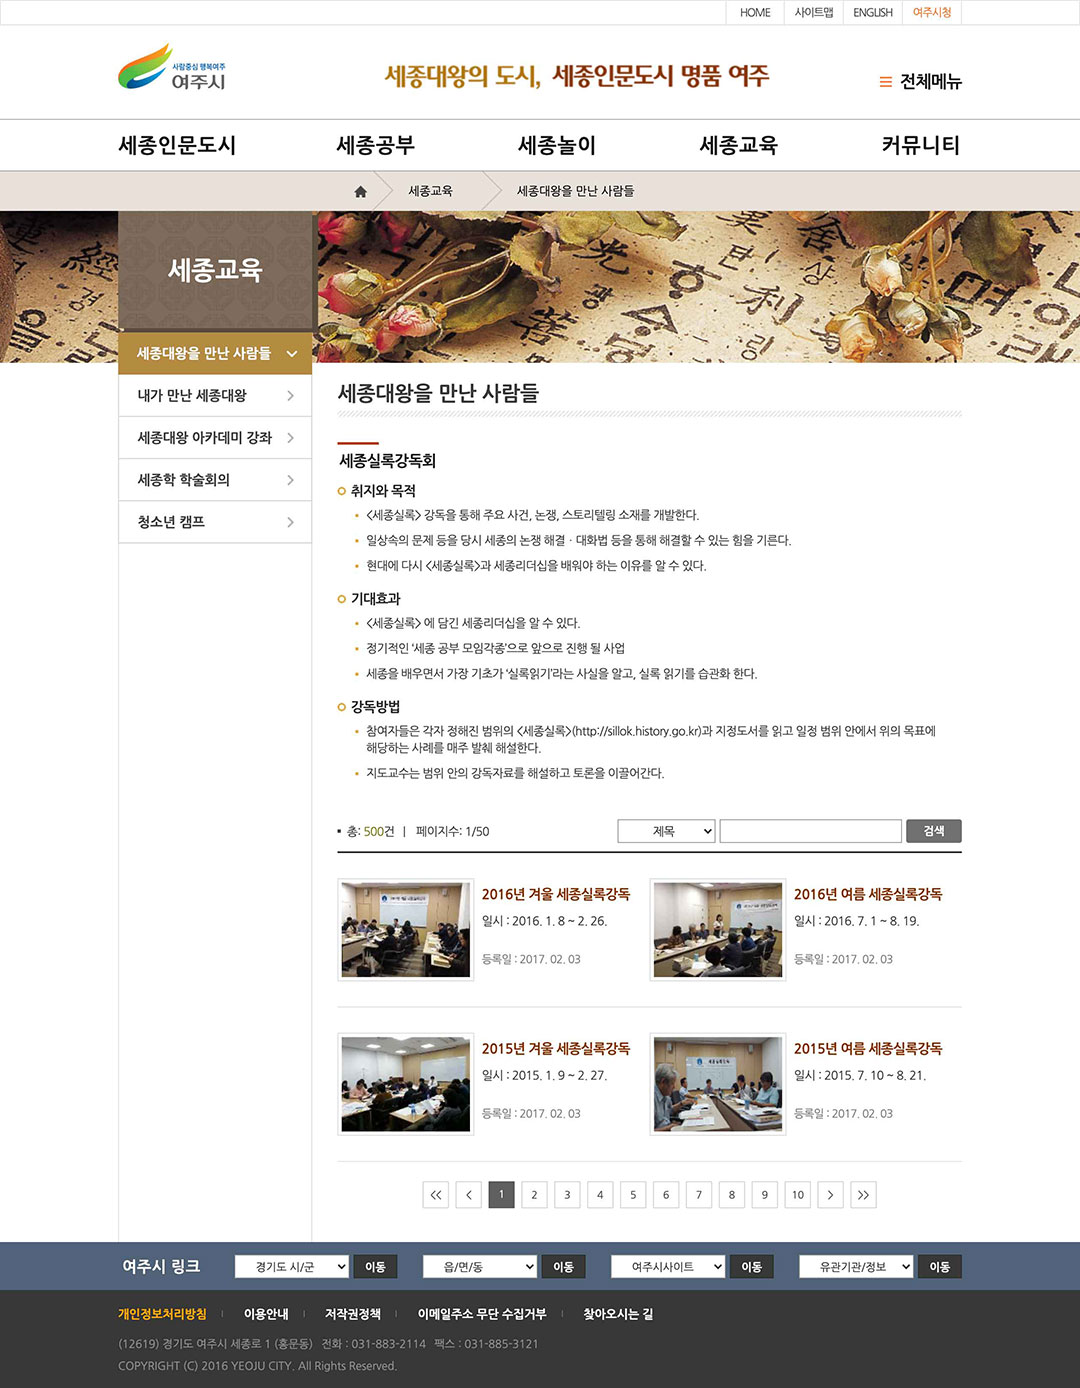 HOME 사이트맵 ENGLISH 여주시청
사람중심 행복여주
여주시
세종대왕의 도시, 세종인문도시 명품 여주
전체메뉴
세종인문도시 세종공부 세종놀이 세종교육 커뮤니티
세종교육 세종대왕을 만난 사람들
세종교육
세종대왕을 만난 사람들
내가 만난 세종대왕
세종대왕 아카데미 강좌
세종학 학술회의
청소년 캠프
세종대왕을 만난 사람들
세종실록강독회
취지와 목적
• <세종실록> 강독을 통해 주요 사건, 논쟁, 스토리텔링 소재를 개발한다.
• 일상속의 문제 등을 당시 세종의 논쟁 해결 · 대화법 등을 통해 해결할 수 있는 힘을 기른다.
• 현대에 다시 <세종실록>과 세종리더십을 배워야 하는 이유를 알 수 있다.
기대효과
• <세종실록> 에 담긴 세종리더십을 알 수 있다.
• 정기적인 '세종 공부 모임각종'으로 앞으로 진행 될 사업
• 세종을 배우면서 가장 기초가 '실록읽기'라는 사실을 알고, 실록 읽기를 습관화 한다.
강독방법
• 참여자들은 각자 정해진 범위의 <세종실록>(http://sillok.history.go.kr)과 지정도서를 읽고 일정 범위 안에서 위의 목표에
해당하는 사례를 매주 발췌 해설한다.
• 지도교수는 범위 안의 강독자료를 해설하고 토론을 이끌어간다.
총: 500건 | 페이지수: 1/50 제목 검색
2016년 겨울 세종실록강독
일시 : 2016. 1. 8 ~ 2. 26.
등록일 : 2017. 02. 03
2016년 여름 세종실록강독
일시 : 2016. 7. 1 ~ 8. 19.
등록일 : 2017. 02. 03
2015년 겨울 세종실록강독
일시 : 2015. 1. 9 ~ 2. 27.
등록일 : 2017. 02. 03
2015년 여름 세종실록강독
일시 : 2015. 7. 10 ~ 8. 21.
등록일 : 2017. 02. 03
<< < 1 2 3 4 5 6 7 8 9 10 > >>
여주시 링크 경기도 시/군 이동 읍/면/동 이동 여주시사이트 이동 유관기관/정보 이동
개인정보처리방침 이용안내 저작권정책 이메일주소 무단 수집거부 찾아오시는 길
(12619) 경기도 여주시 세종로 1 (홍문동) 전화 : 031-883-2114 팩스 : 031-885-3121
COPYRIGHT (C) 2016 YEOJU CITY. All Rights Reserved.